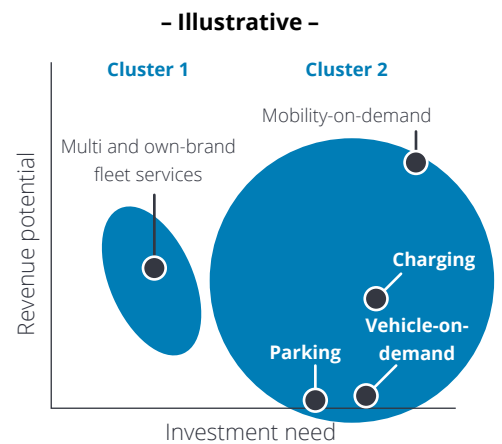 – Illustrative –
Cluster 1
Cluster 2
Mobility-on-demand
Multi and own-brand
fleet services
Charging
Vehicle-on-
demand
Parking
Revenue potential
Investment need